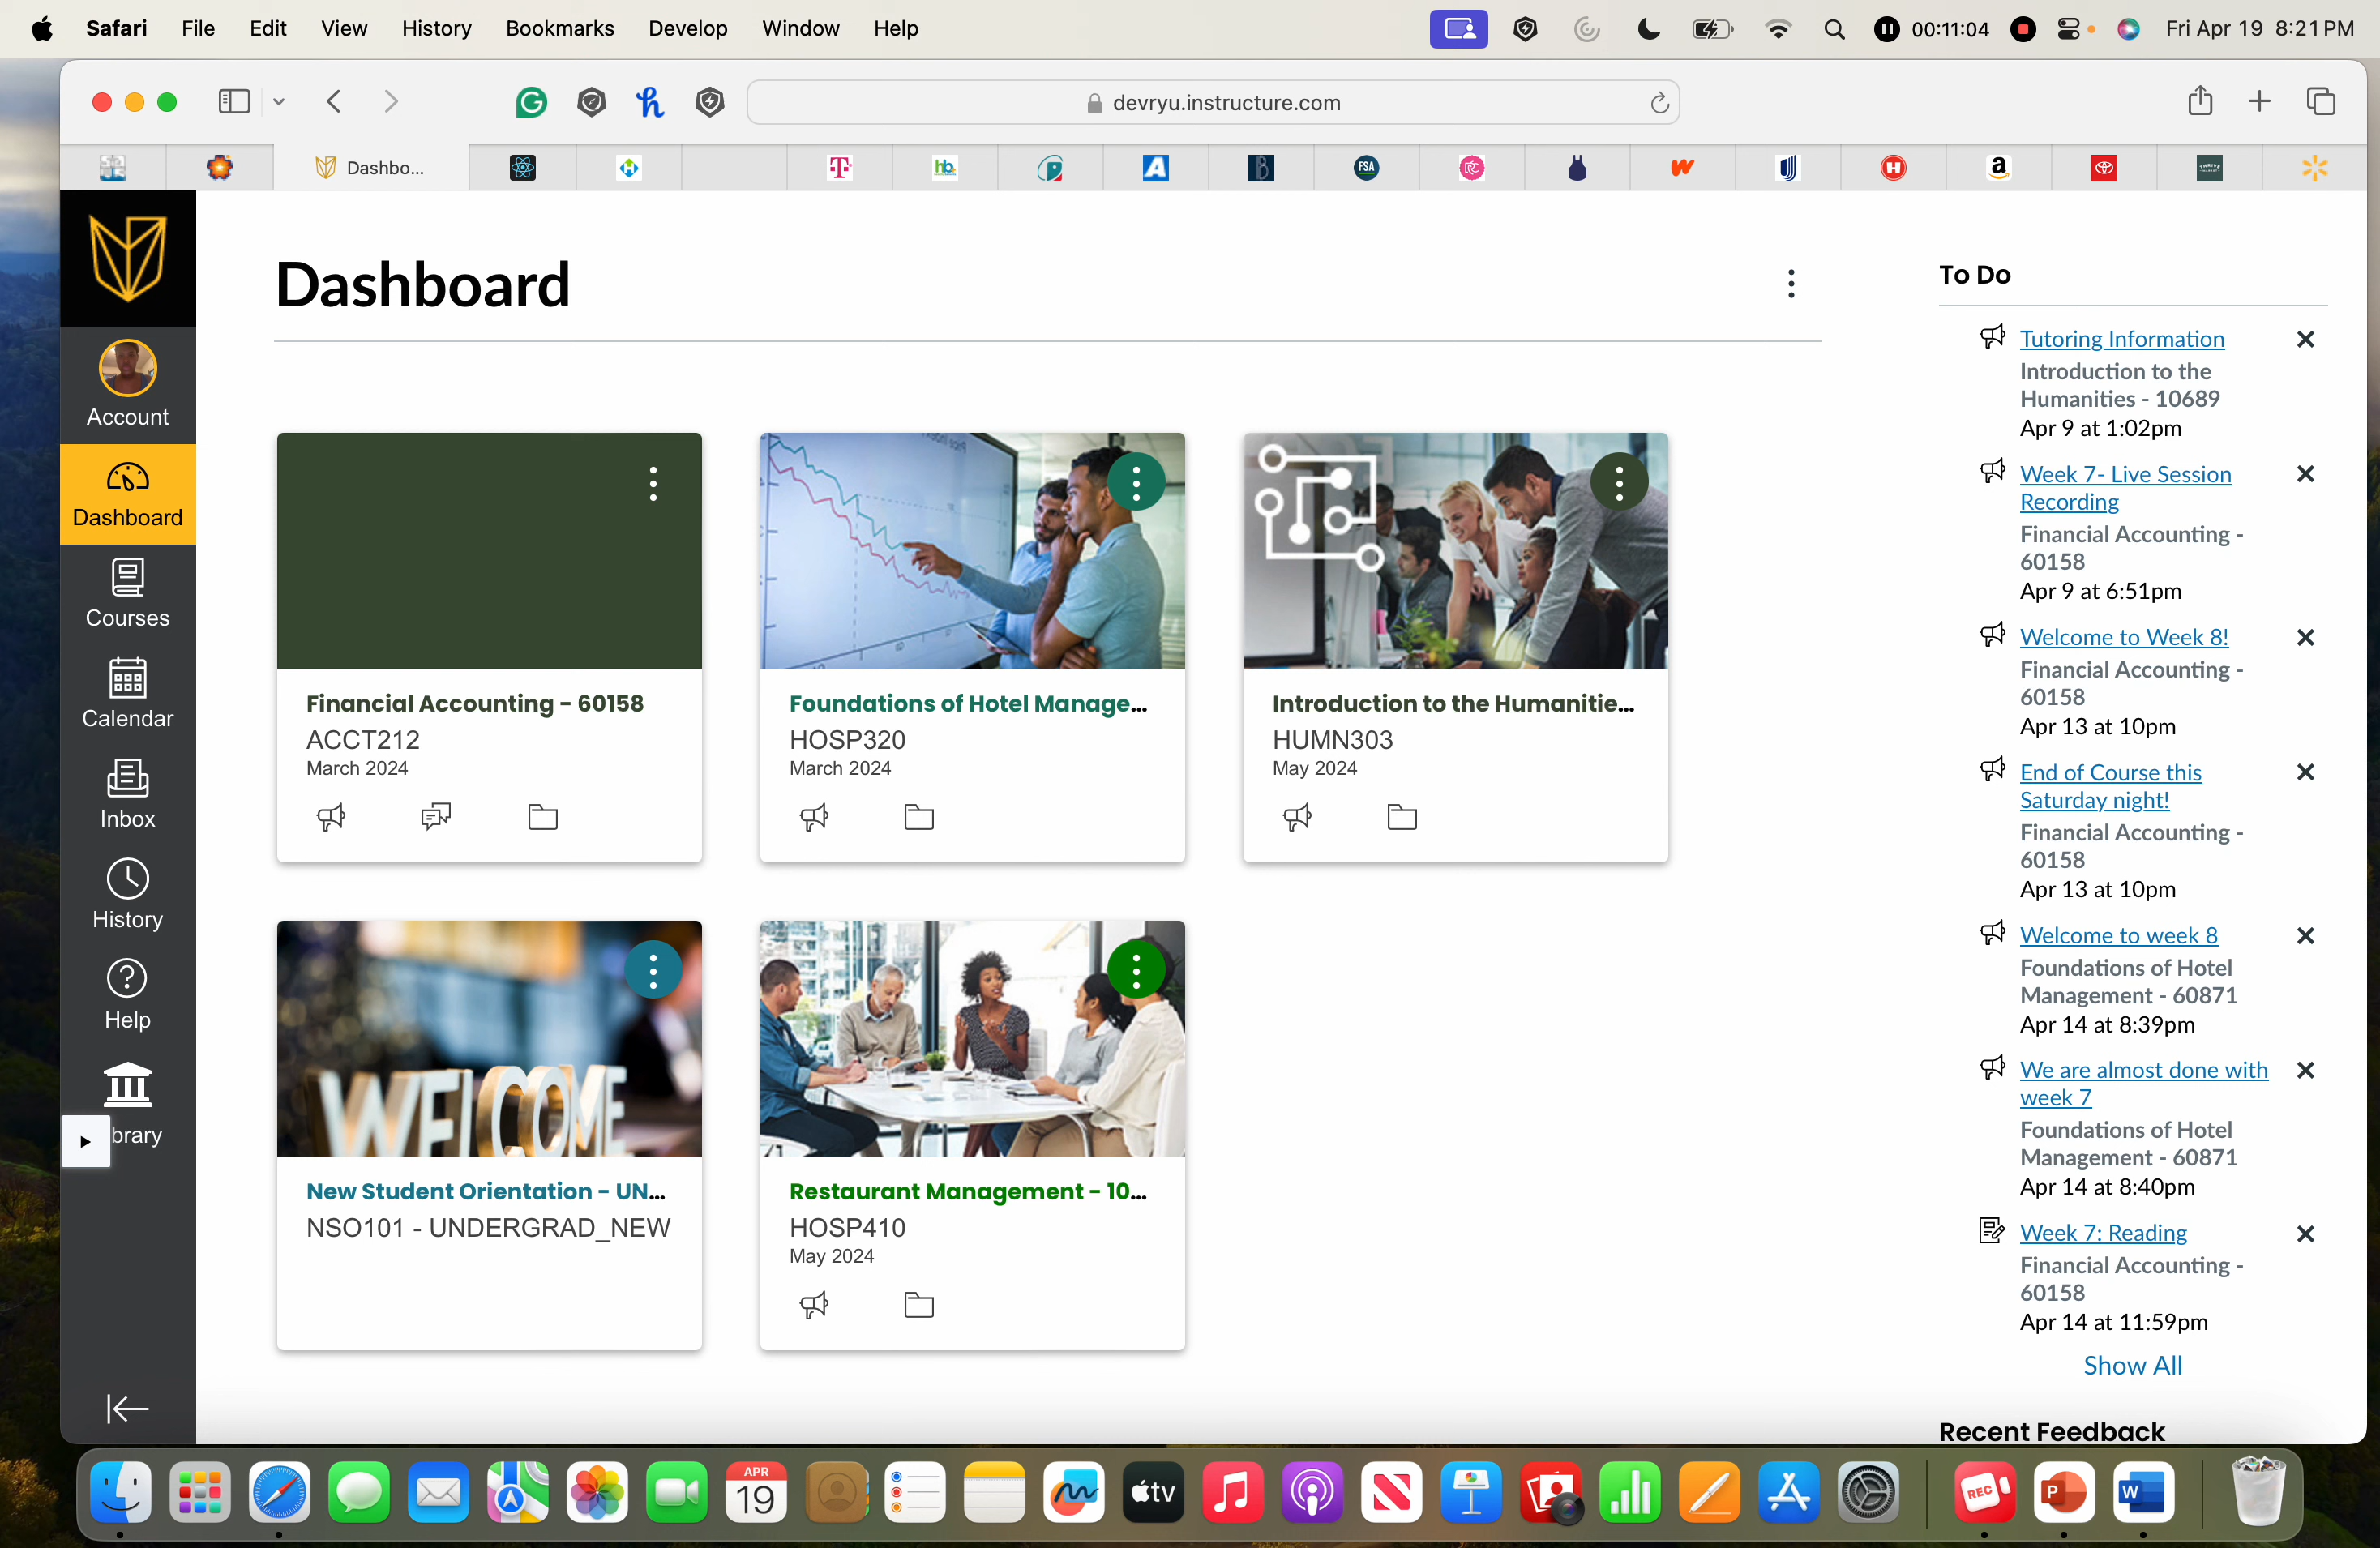 Safari File Edit View History Bookmarks Develop Window Help 00:11:04 Fri Apr 19 8:21 PM
devryu.instructure.com
Dashbo...
T hb A B FSA RC a THRIVE
Dashboard
Account
Dashboard
Courses
Calendar
Inbox
History
Help
brary
Financial Accounting - 60158
ACCT212
March 2024
Foundations of Hotel Manage...
HOSP320
March 2024
Introduction to the Humanitie...
HUMN303
May 2024
WELCOME
New Student Orientation - UN...
NSO101 - UNDERGRAD_NEW
Restaurant Management - 10...
HOSP410
May 2024
To Do
Tutoring Information
Introduction to the
Humanities - 10689
Apr 9 at 1:02pm
Week 7- Live Session
Recording
Financial Accounting -
60158
Apr 9 at 6:51pm
Welcome to Week 8!
Financial Accounting -
60158
Apr 13 at 10pm
End of Course this
Saturday night!
Financial Accounting -
60158
Apr 13 at 10pm
Welcome to week 8
Foundations of Hotel
Management - 60871
Apr 14 at 8:39pm
We are almost done with
week 7
Foundations of Hotel
Management - 60871
Apr 14 at 8:40pm
Week 7: Reading
Financial Accounting -
60158
Apr 14 at 11:59pm
Show All
Recent Feedback
APR
19
tv
REC
P
W